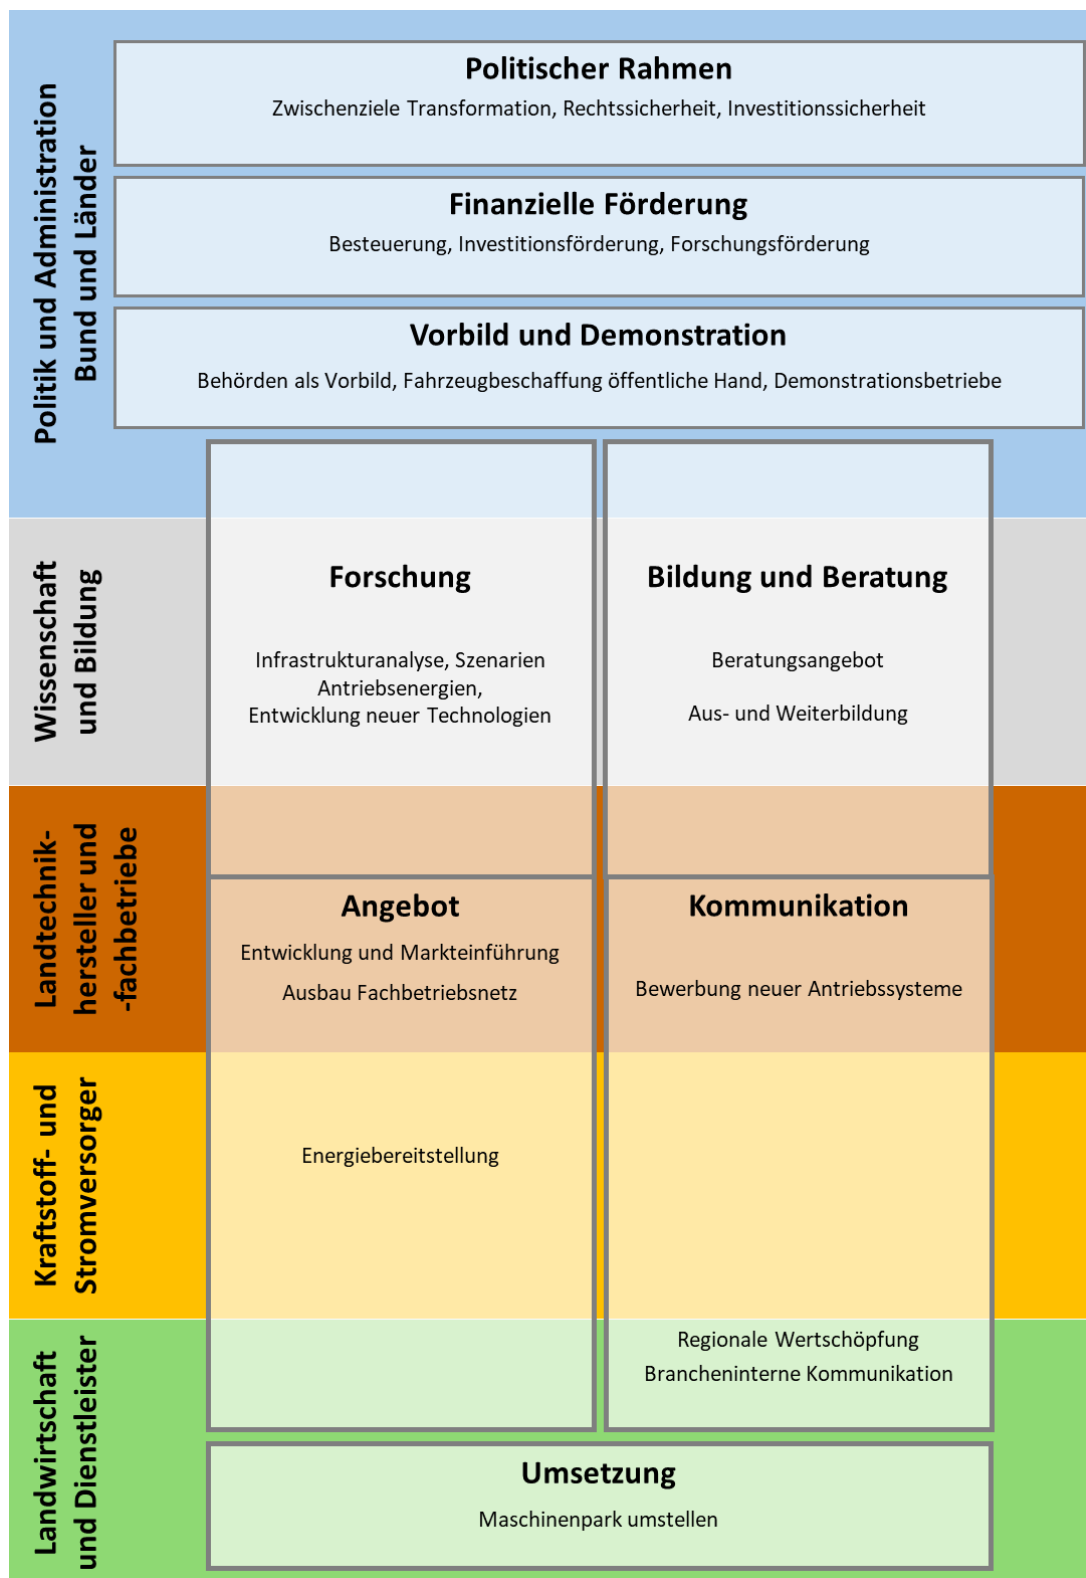 Politik und Administration
Bund und Länder
Politischer Rahmen
Zwischenziele Transformation, Rechtssicherheit, Investitionssicherheit
Finanzielle Förderung
Besteuerung, Investitionsförderung, Forschungsförderung
Vorbild und Demonstration
Behörden als Vorbild, Fahrzeugbeschaffung öffentliche Hand, Demonstrationsbetriebe
Wissenschaft
und Bildung
Forschung
Infrastrukturanalyse, Szenarien
Antriebsenergien,
Entwicklung neuer Technologien
Bildung und Beratung
Beratungsangebot
Aus- und Weiterbildung
Landtechnik-
hersteller und
-fachbetriebe
Angebot
Entwicklung und Markteinführung
Ausbau Fachbetriebsnetz
Kommunikation
Bewerbung neuer Antriebssysteme
Kraftstoff- und
Stromversorger
Energiebereitstellung
Landwirtschaft
und Dienstleister
Regionale Wertschöpfung
Brancheninterne Kommunikation
Umsetzung
Maschinenpark umstellen